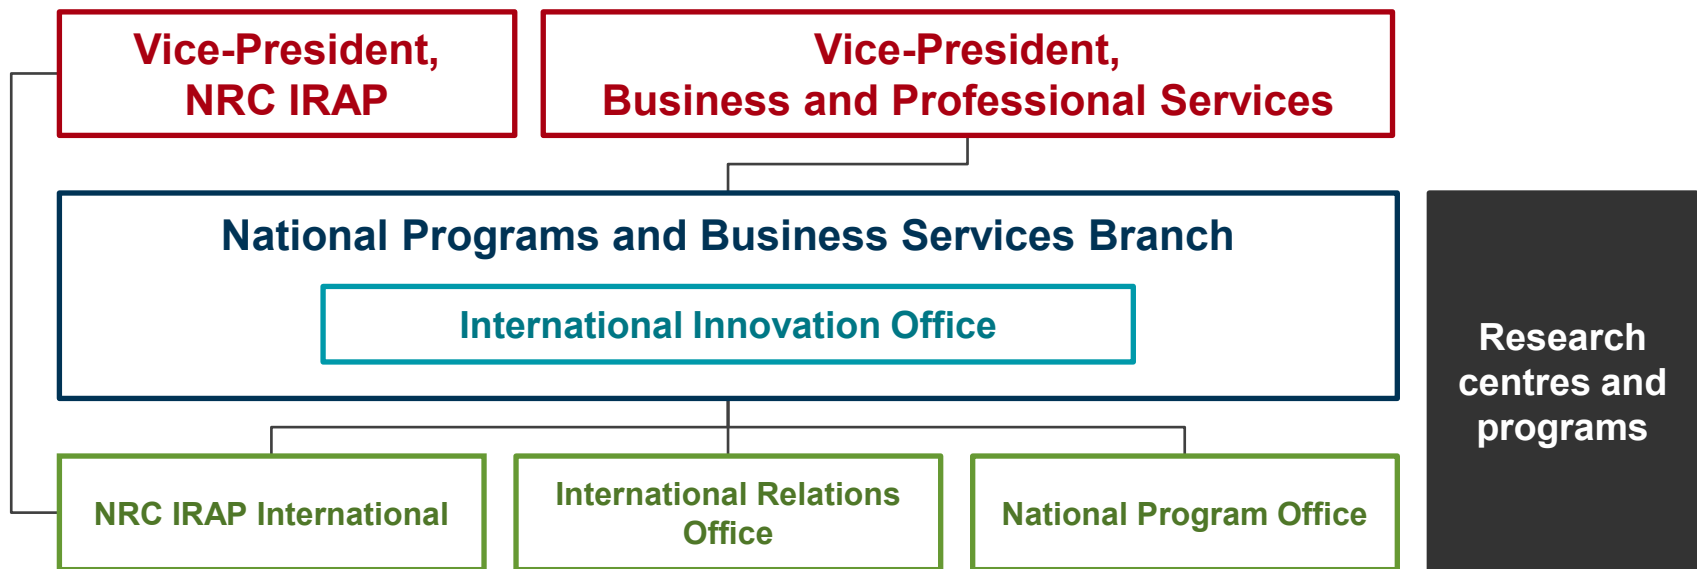 Vice-President,
NRC IRAP
Vice-President,
Business and Professional Services
National Programs and Business Services Branch
International Innovation Office
NRC IRAP International
International Relations
Office
National Program Office
Research
centres and
programs